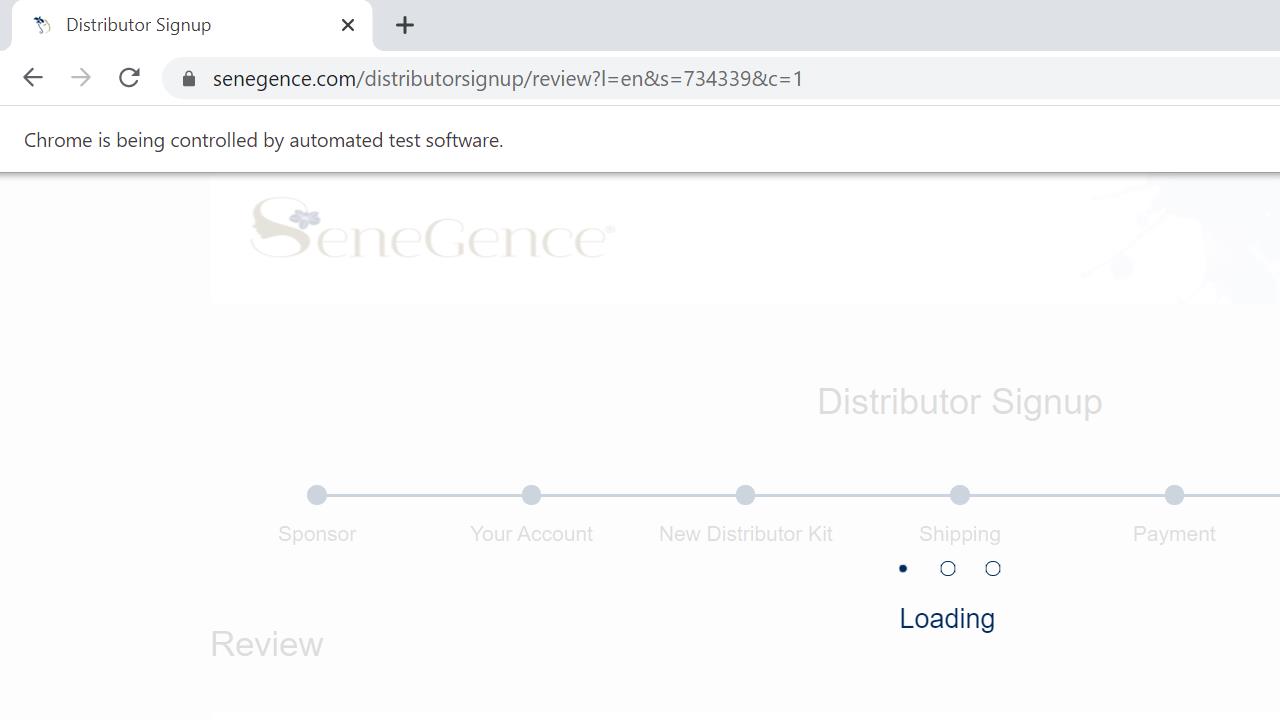 Distributor Signup
senegence.com/distributorsignup/review?l=en&s=734339&c=1
Chrome is being controlled by automated test software.
SeneGence®
Distributor Signup
Sponsor
Your Account
New Distributor Kit
Shipping
Payment
Loading
Review